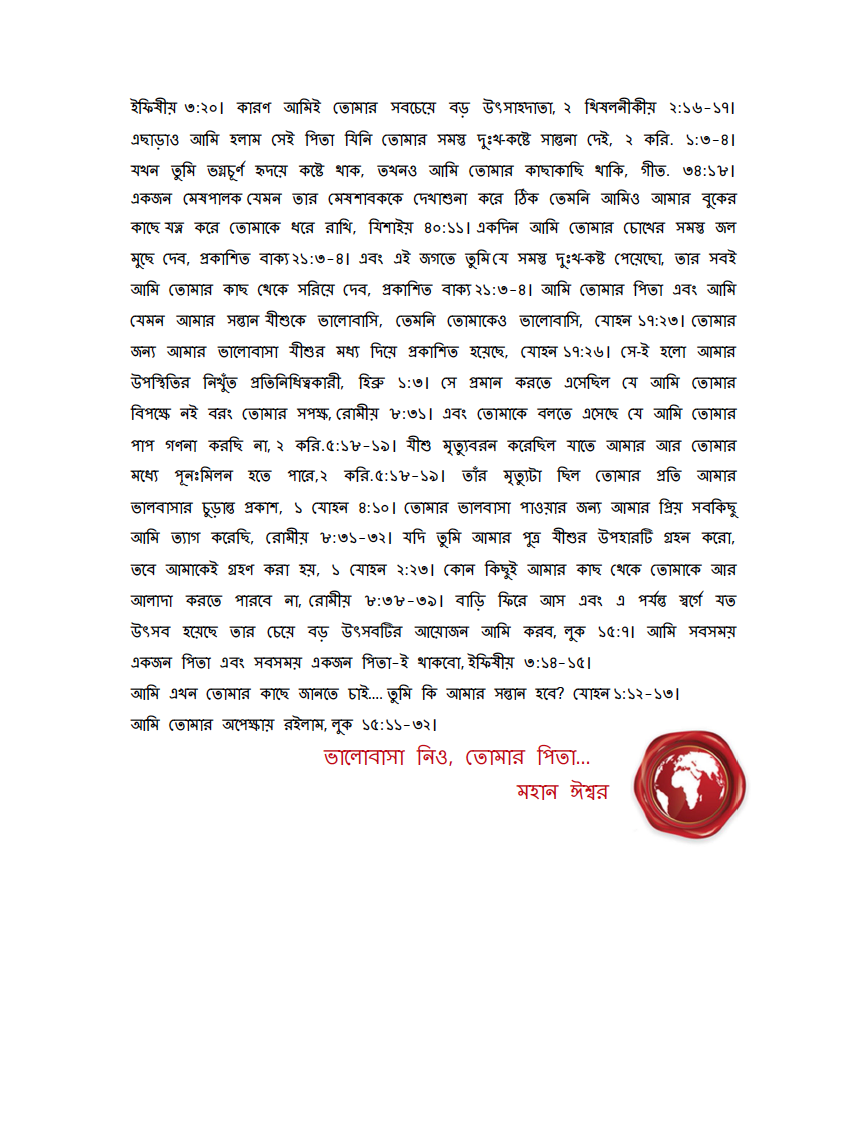 ইফিষীয় ৩:২০। কারণ আমিই তোমার সবচেয়ে বড় উৎসাহদাতা, ২ থিষলনীকীয় ২:১৬-১৭।
এছাড়াও আমি হলাম সেই পিতা যিনি তোমার সমস্ত দুঃখ-কষ্টে সান্ত্বনা দেই, ২ করি. ১:৩-৪।
যখন তুমি ভগ্নচূর্ণ হৃদয়ে কষ্টে থাক, তখনও আমি তোমার কাছাকাছি থাকি, গীত. ৩৪:১৮।
একজন মেষপালক যেমন তার মেষশাবককে দেখাশুনা করে ঠিক তেমনি আমিও আমার বুকের
কাছে যত্ন করে তোমাকে ধরে রাখি, যিশাইয় ৪০:১১। একদিন আমি তোমার চোখের সমস্ত জল
মুছে দেব, প্রকাশিত বাক্য ২১:৩-৪। এবং এই জগতে তুমি যে সমস্ত দুঃখ-কষ্ট পেয়েছো, তার সবই
আমি তোমার কাছ থেকে সরিয়ে দেব, প্রকাশিত বাক্য ২১:৩-৪। আমি তোমার পিতা এবং আমি
যেমন আমার সন্তান যীশুকে ভালোবাসি, তেমনি তোমাকেও ভালোবাসি, যোহন ১৭:২৩। তোমার
জন্য আমার ভালোবাসা যীশুর মধ্য দিয়ে প্রকাশিত হয়েছে, যোহন ১৭:২৬। সে-ই হলো আমার
উপস্থিতির নিখুঁত প্রতিনিধিত্বকারী, হিব্রু ১:৩। সে প্রমান করতে এসেছিল যে আমি তোমার
বিপক্ষে নই বরং তোমার সপক্ষ, রোমীয় ৮:৩১। এবং তোমাকে বলতে এসেছে যে আমি তোমার
পাপ গণনা করছি না, ২ করি.৫:১৮-১৯। যীশু মৃত্যুবরন করেছিল যাতে আমার আর তোমার
মধ্যে পূনঃমিলন হতে পারে,২ করি.৫:১৮-১৯। তাঁর মৃত্যুটা ছিল তোমার প্রতি আমার
ভালবাসার চুড়ান্ত প্রকাশ, ১ যোহন ৪:১০। তোমার ভালবাসা পাওয়ার জন্য আমার প্রিয় সবকিছু
আমি ত্যাগ করেছি, রোমীয় ৮:৩১-৩২। যদি তুমি আমার পুত্র যীশুর উপহারটি গ্রহন করো,
তবে আমাকেই গ্রহণ করা হয়, ১ যোহন ২:২৩। কোন কিছুই আমার কাছ থেকে তোমাকে আর
আলাদা করতে পারবে না, রোমীয় ৮:৩৮-৩৯। বাড়ি ফিরে আস এবং এ পর্যন্ত স্বর্গে যত
উৎসব হয়েছে তার চেয়ে বড় উৎসবটির আয়োজন আমি করব, লুক ১৫:৭। আমি সবসময়
একজন পিতা এবং সবসময় একজন পিতা-ই থাকবো, ইফিষীয় ৩:১৪-১৫।
আমি এখন তোমার কাছে জানতে চাই.... তুমি কি আমার সন্তান হবে? যোহন ১:১২-১৩।
আমি তোমার অপেক্ষায় রইলাম, লুক ১৫:১১-৩২।
ভালোবাসা নিও, তোমার পিতা...
মহান ঈশ্বর